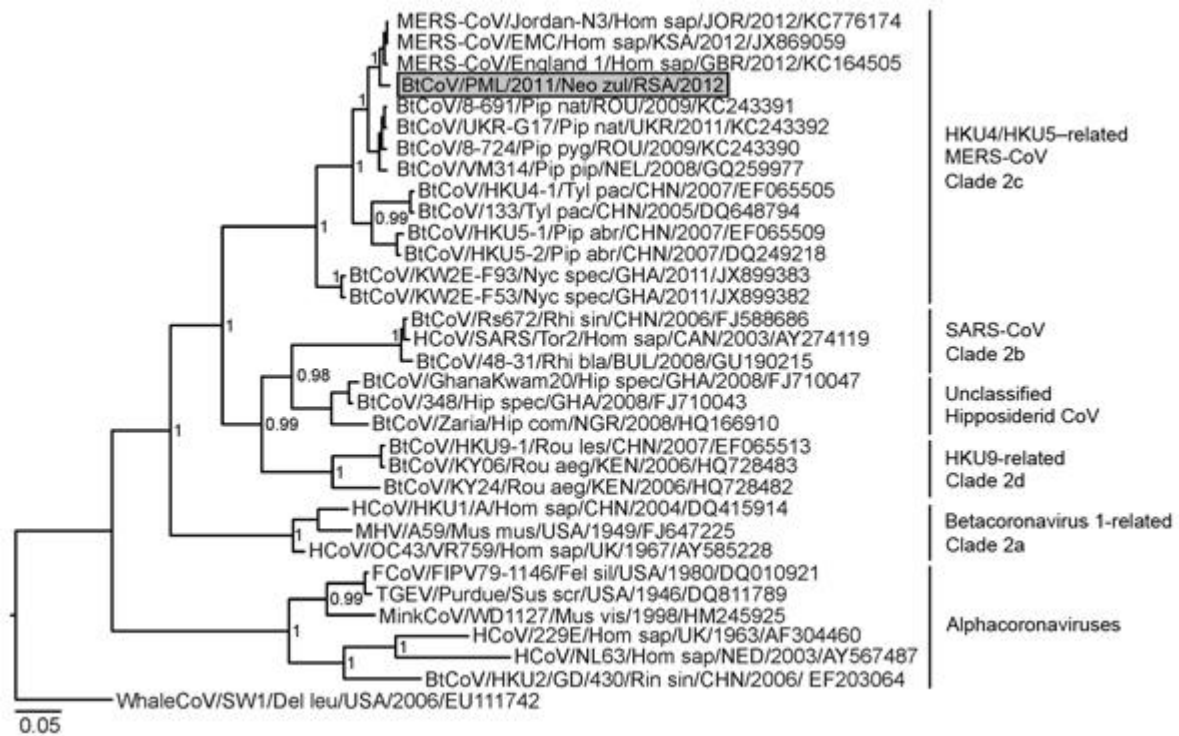 MERS-CoV/Jordan-N3/Hom sap/JOR/2012/KC776174
MERS-CoV/EMC/Hom sap/KSA/2012/JX869059
MERS-CoV/England 1/Hom sap/GBR/2012/KC164505
BtCoV/PML/2011/Neo zul/RSA/2012
BtCoV/8-691/Pip nat/ROU/2009/KC243391
BtCoV/UKR-G17/Pip nat/UKR/2011/KC243392
BtCoV/8-724/Pip pyg/ROU/2009/KC243390
BtCoV/VM314/Pip pip/NEL/2008/GQ259977
BtCoV/HKU4-1/Tyl pac/CHN/2007/EF065505
BtCoV/133/Tyl pac/CHN/2005/DQ648794
BtCoV/HKU5-1/Pip abr/CHN/2007/EF065509
BtCoV/HKU5-2/Pip abr/CHN/2007/DQ249218
BtCoV/KW2E-F93/Nyc spec/GHA/2011/JX899383
BtCoV/KW2E-F53/Nyc spec/GHA/2011/JX899382
HKU4/HKU5–related
MERS-CoV
Clade 2c
BtCoV/Rs672/Rhi sin/CHN/2006/FJ588686
HCoV/SARS/Tor2/Hom sap/CAN/2003/AY274119
BtCoV/48-31/Rhi bla/BUL/2008/GU190215
SARS-CoV
Clade 2b
BtCoV/GhanaKwam20/Hip spec/GHA/2008/FJ710047
BtCoV/348/Hip spec/GHA/2008/FJ710043
BtCoV/Zaria/Hip com/NGR/2008/HQ166910
Unclassified
Hipposiderid CoV
BtCoV/HKU9-1/Rou les/CHN/2007/EF065513
BtCoV/KY06/Rou aeg/KEN/2006/HQ728483
BtCoV/KY24/Rou aeg/KEN/2006/HQ728482
HKU9-related
Clade 2d
HCoV/HKU1/A/Hom sap/CHN/2004/DQ415914
MHV/A59/Mus mus/USA/1949/FJ647225
HCoV/OC43/VR759/Hom sap/UK/1967/AY585228
Betacoronavirus 1-related
Clade 2a
FCoV/FIPV79-1146/Fel sil/USA/1980/DQ010921
TGEV/Purdue/Sus scr/USA/1946/DQ811789
MinkCoV/WD1127/Mus vis/1998/HM245925
HCoV/229E/Hom sap/UK/1963/AF304460
HCoV/NL63/Hom sap/NED/2003/AY567487
BtCoV/HKU2/GD/430/Rin sin/CHN/2006/ EF203064
Alphacoronaviruses
WhaleCoV/SW1/Del leu/USA/2006/EU111742
1
1
1
0.99
1
1
1
1
0.98
0.99
1
1
1
0.99
1
1
1
0.05